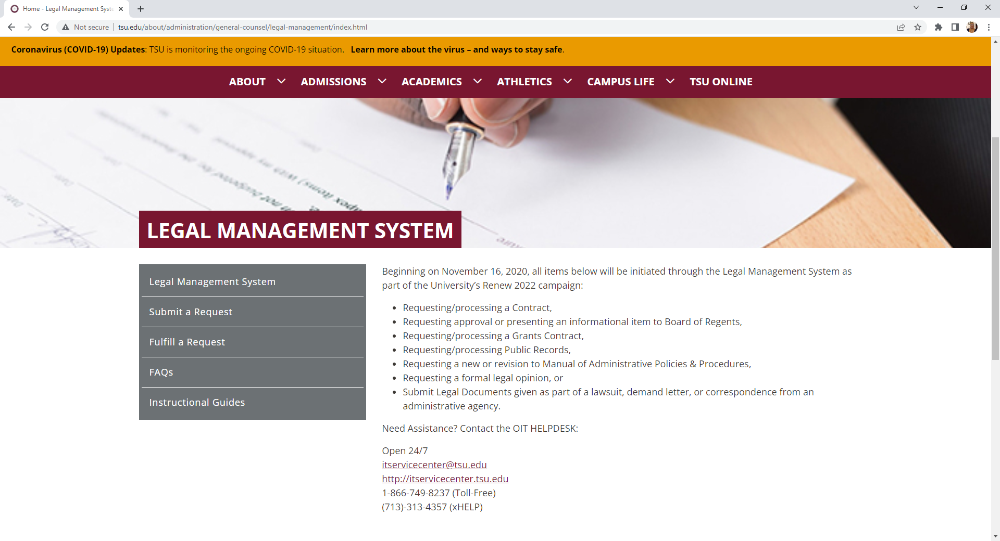 Home - Legal Management Syste
Not secure
tsu.edu/about/administration/general-counsel/legal-management/index.html
Coronavirus (COVID-19) Updates: TSU is monitoring the ongoing COVID-19 situation. Learn more about the virus – and ways to stay safe.
ABOUT ADMISSIONS ACADEMICS ATHLETICS CAMPUS LIFE TSU ONLINE
LEGAL MANAGEMENT SYSTEM
Legal Management System
Submit a Request
Fulfill a Request
FAQs
Instructional Guides
Beginning on November 16, 2020, all items below will be initiated through the Legal Management System as
part of the University’s Renew 2022 campaign:
• Requesting/processing a Contract,
• Requesting approval or presenting an informational item to Board of Regents,
• Requesting/processing a Grants Contract,
• Requesting/processing Public Records,
• Requesting a new or revision to Manual of Administrative Policies & Procedures,
• Requesting a formal legal opinion, or
• Submit Legal Documents given as part of a lawsuit, demand letter, or correspondence from an
administrative agency.
Need Assistance? Contact the OIT HELPDESK:
Open 24/7
itservicecenter@tsu.edu
http://itservicecenter.tsu.edu
1-866-749-8237 (Toll-Free)
(713)-313-4357 (xHELP)